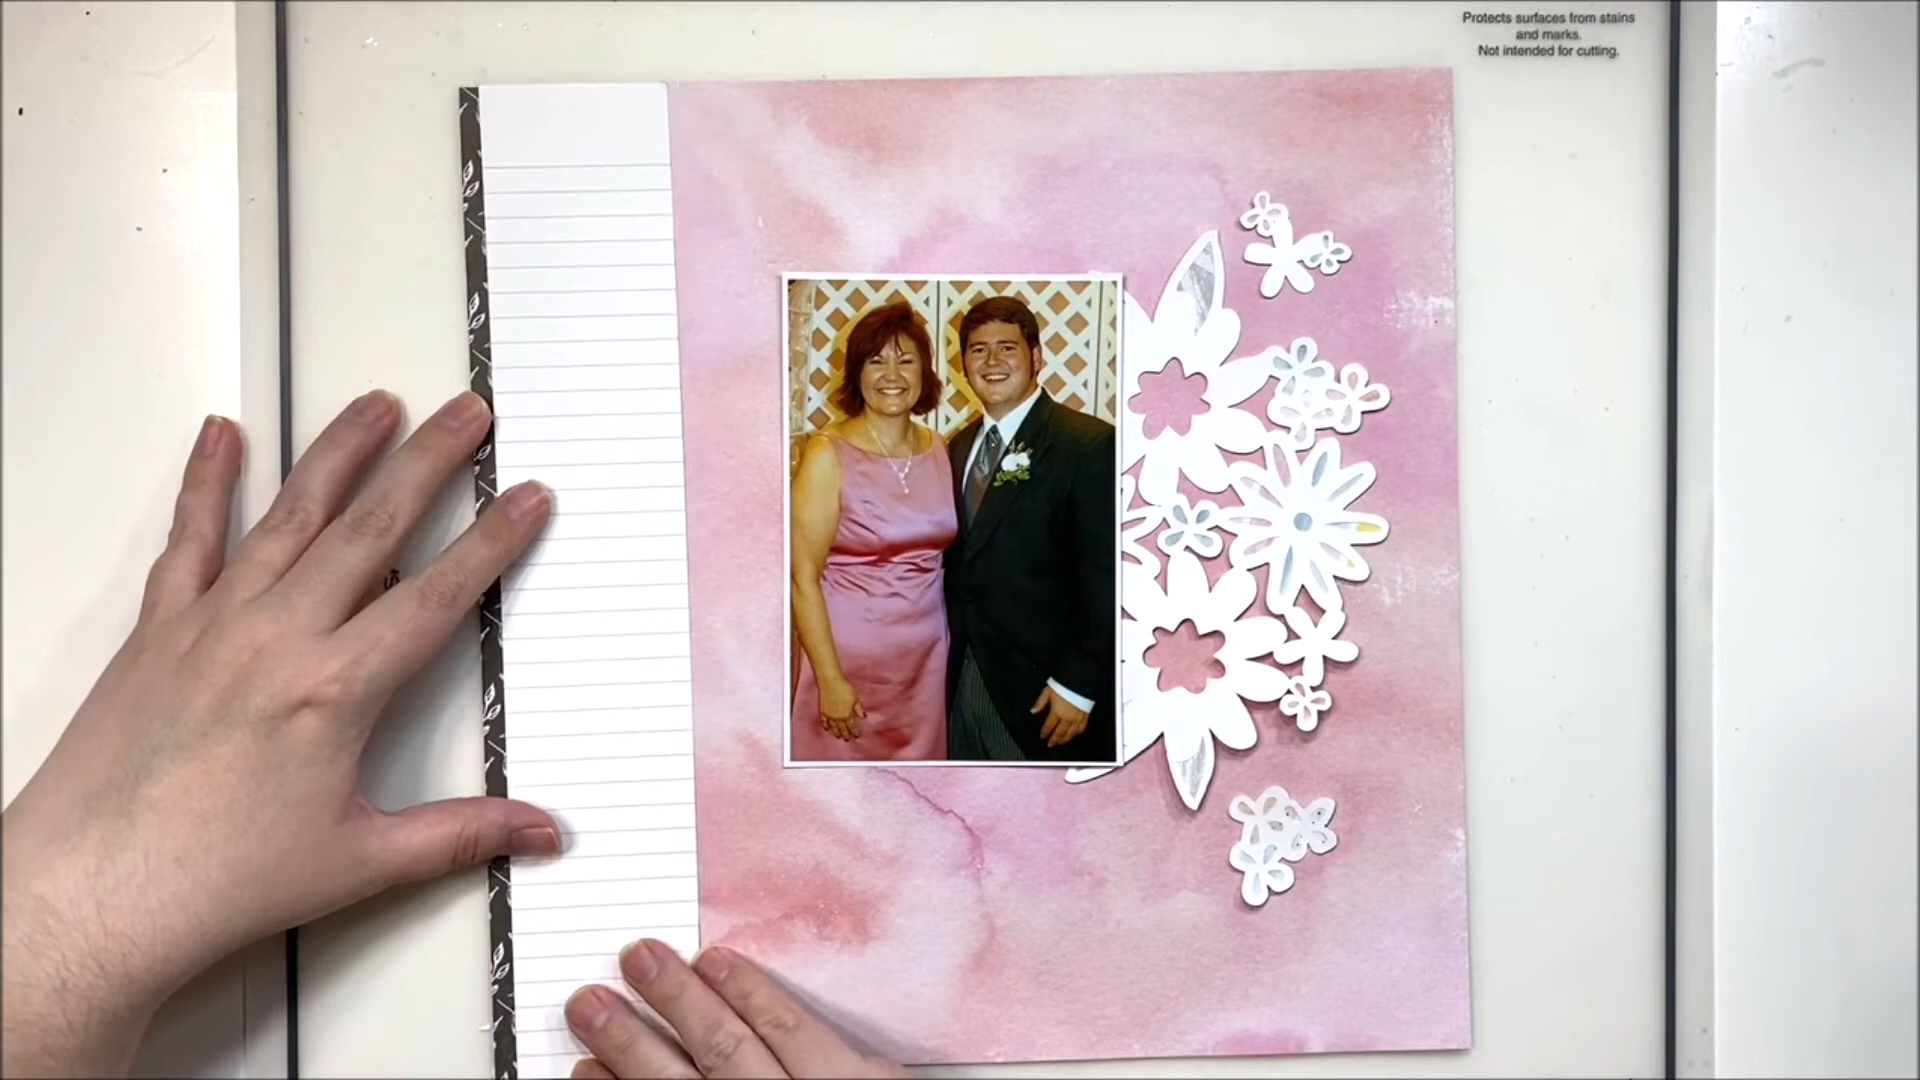 Protects surfaces from stains
and marks.
Not intended for cutting.